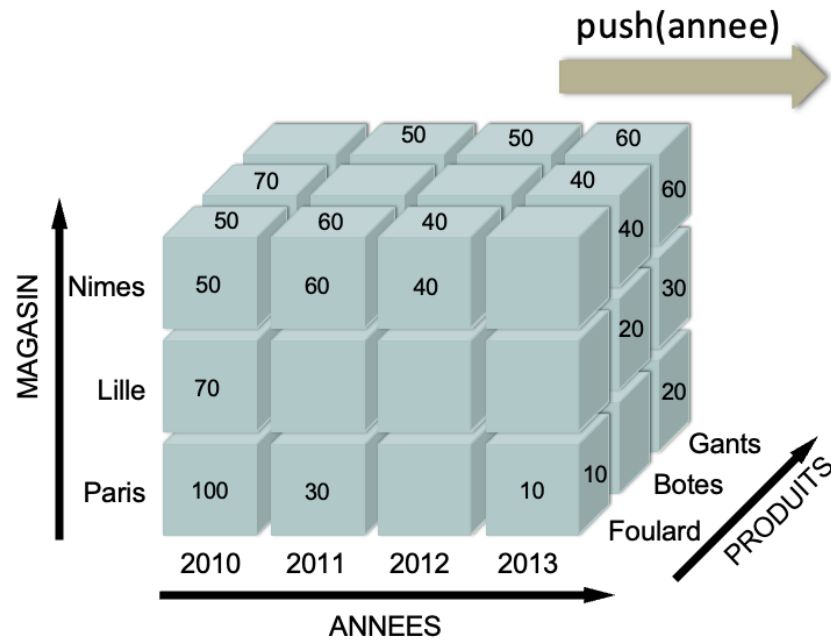 push(annee)
50 50 60
70 40 60
50 60 40 40
Nimes 50 60 40 30
MAGASIN
20
Lille 70 20
Gants
Paris 100 30 10 10 Botes
Foulard
PRODUITS
2010 2011 2012 2013
ANNEES